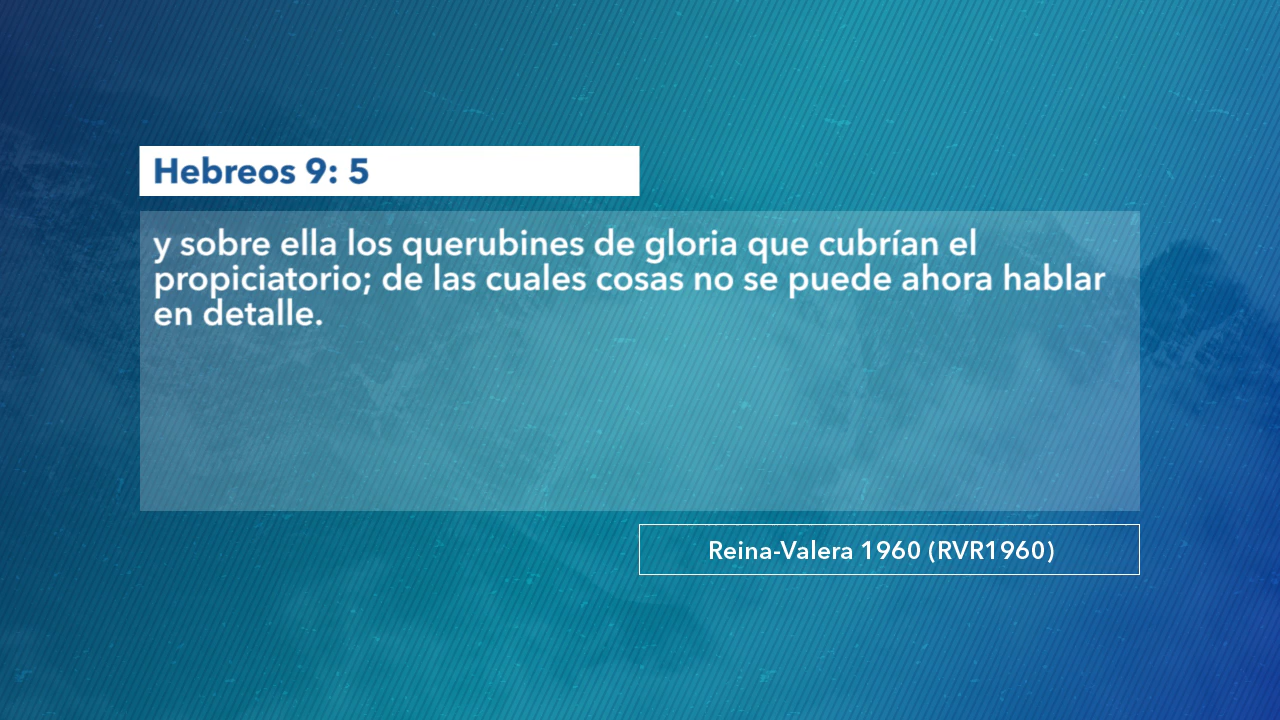 Hebreos 9: 5
y sobre ella los querubines de gloria que cubrían el
propiciatorio; de las cuales cosas no se puede ahora hablar
en detalle.
Reina-Valera 1960 (RVR1960)